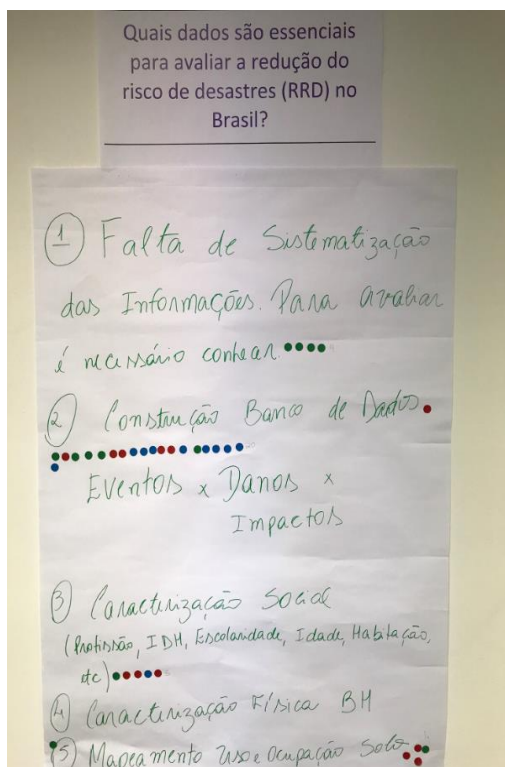 Quais dados são essenciais
para avaliar a redução do
risco de desastres (RRD) no
Brasil?
1 Falta de Sistematização
das Informações. Para avaliar
é necessário conhecer.
2 Construção Banco de Dados.
Eventos x Danos x
Impactos
3 Caracterização Social
(Profissão, IDH, Escolaridade, Idade, Habitação,
etc)
4 Caracterização Física BH
5) Mapeamento Uso e Ocupação Solo